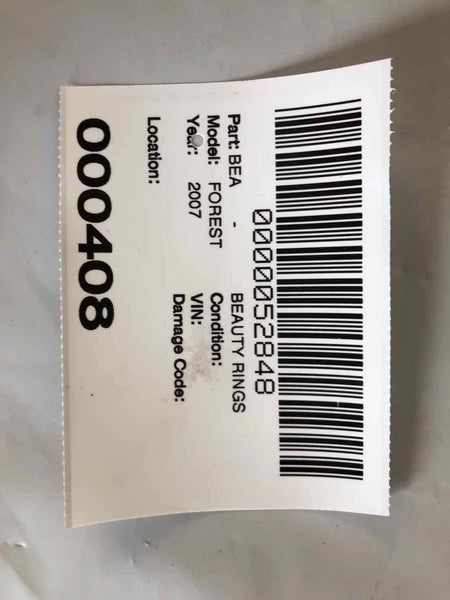 0000052848
Part: BEA - BEAUTY RINGS
Model: FOREST Condition:
Year: 2007 VIN:
Damage Code:
Location:
000408